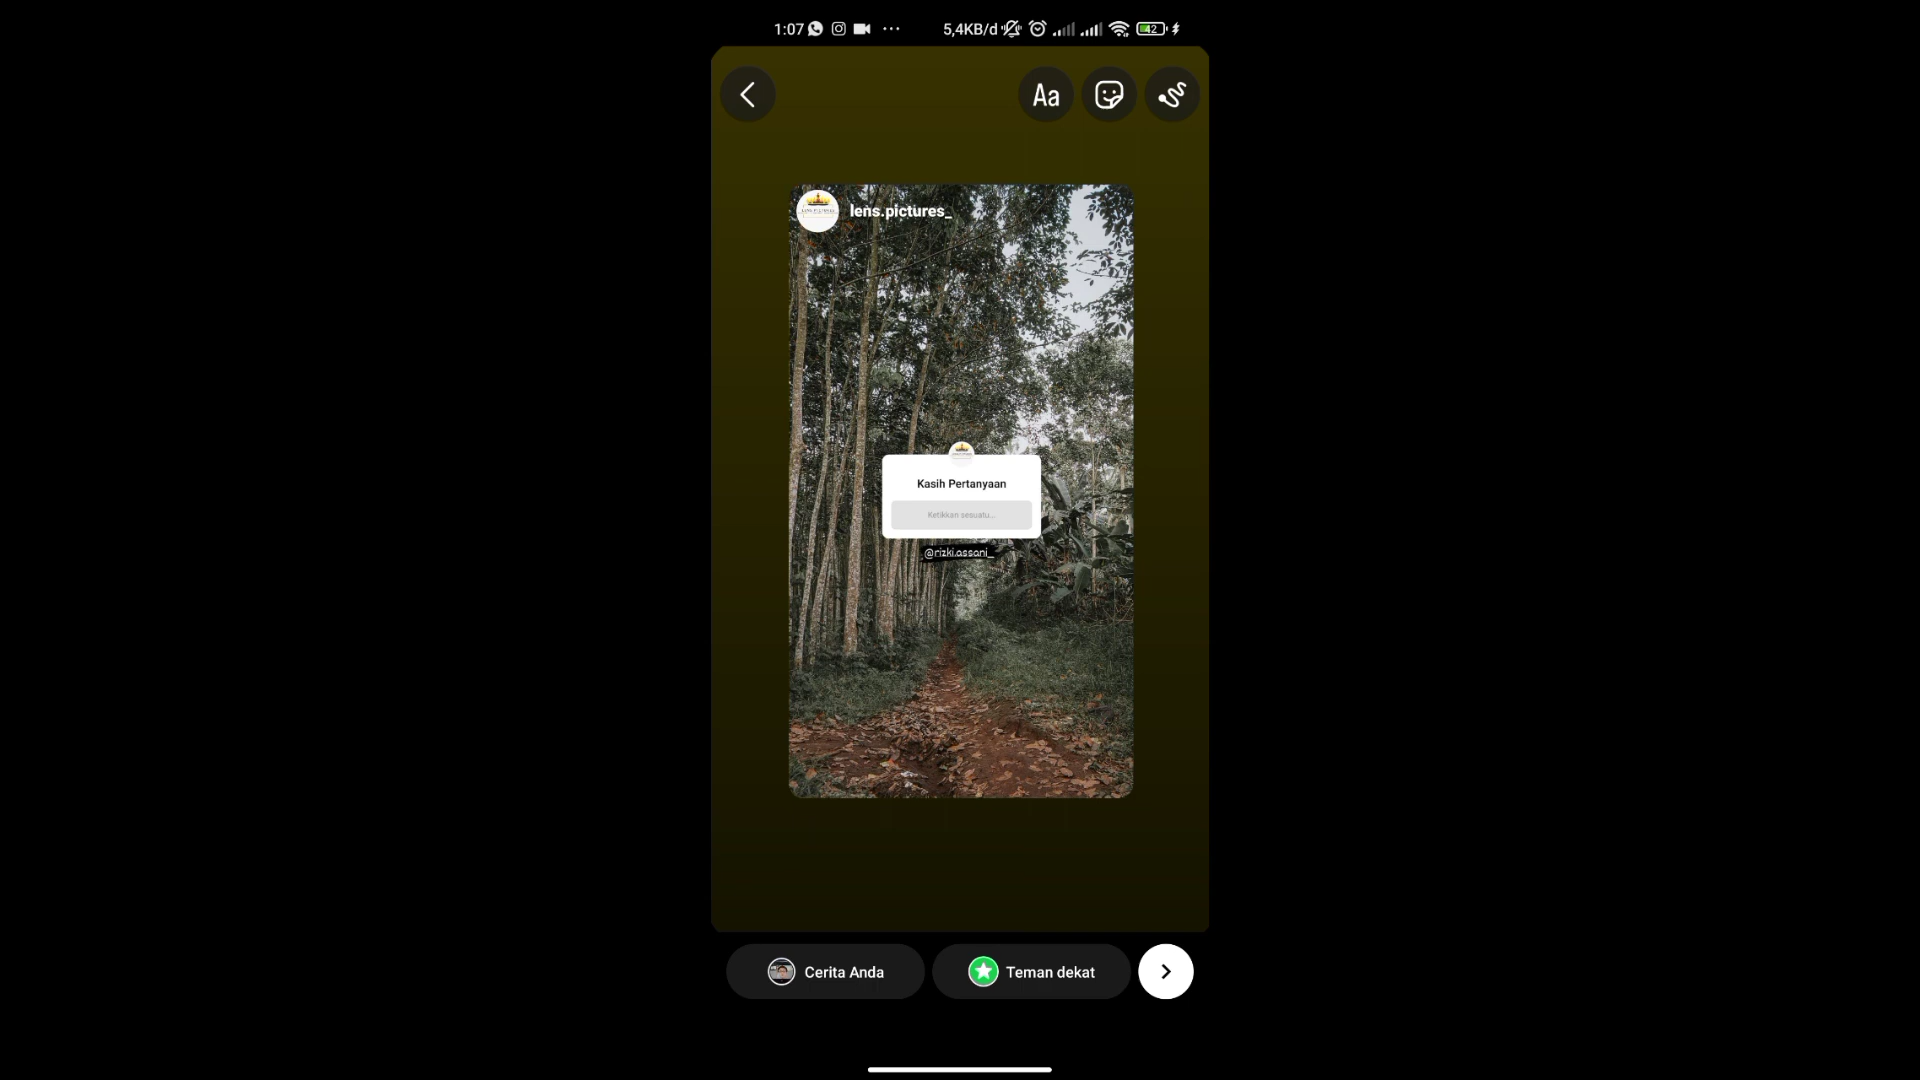 1:07
5,4KB/d
42
Aa
lens.pictures_
Kasih Pertanyaan
Ketikkan sesuatu...
@rizki.assani_
Cerita Anda
Teman dekat